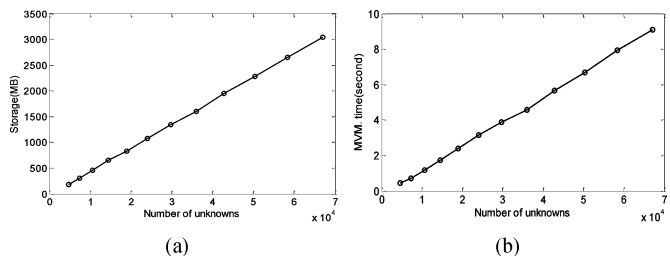 3500
3000
2500
2000
1500
1000
500
0
Storage(MB)
0 1 2 3 4 5 6 7
Number of unknowns
x 10^4
(a)
10
8
6
4
2
0
MVM. time(second)
0 1 2 3 4 5 6 7
Number of unknowns
x 10^4
(b)